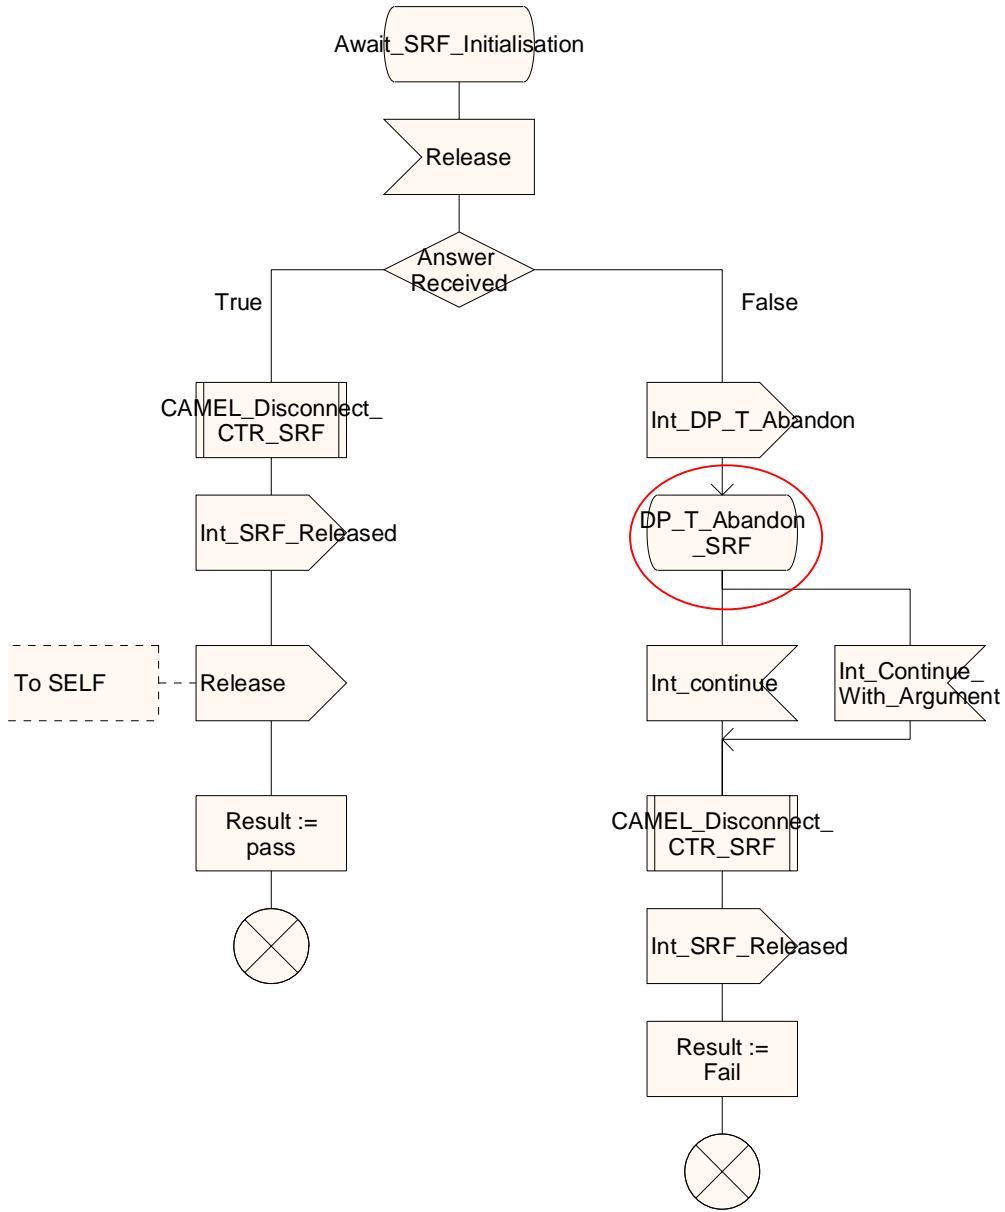 Await_SRF_Initialisation
Release
Answer
Received
True
False
CAMEL_Disconnect_
CTR_SRF
Int_DP_T_Abandon
Int_SRF_Released
DP_T_Abandon
_SRF
To SELF
Release
Int_continue
Int_Continue_
With_Argument
Result :=
pass
CAMEL_Disconnect_
CTR_SRF
Int_SRF_Released
Result :=
Fail